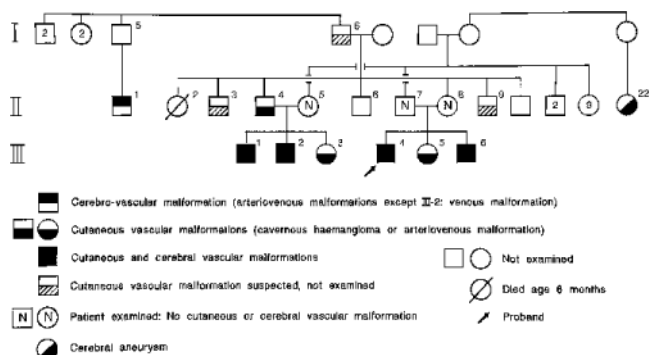 I
2
2
5
6
II
1
2
3
4
N 5
6
N 7
N 8
9
2
9
22
III
1
2
3
4
5
6
Cerebro-vascular malformation (arteriovenous malformations except III-2: venous malformation)
Cutaneous vascular malformations (cavernous haemangioma or arteriovenous malformation)
Cutaneous and cerebral vascular malformations
Not examined
Cutaneous vascular malformation suspected, not examined
Died age 6 months
N N Patient examined: No cutaneous or cerebral vascular malformation
Proband
Cerebral aneurysm